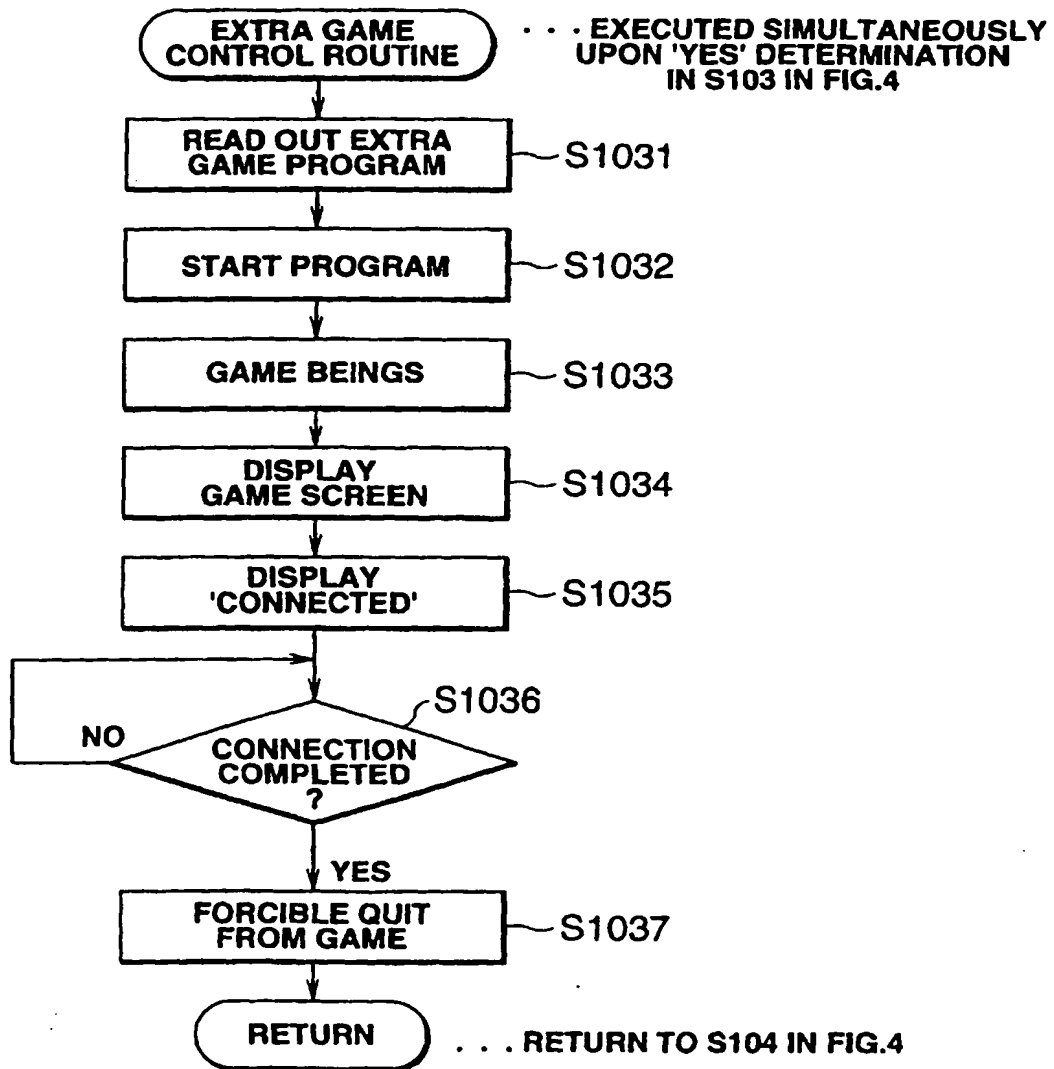 EXTRA GAME
CONTROL ROUTINE
. . . EXECUTED SIMULTANEOUSLY
UPON 'YES' DETERMINATION
IN S103 IN FIG.4
READ OUT EXTRA
GAME PROGRAM
S1031
START PROGRAM
S1032
GAME BEINGS
S1033
DISPLAY
GAME SCREEN
S1034
DISPLAY
'CONNECTED'
S1035
S1036
NO
CONNECTION
COMPLETED
?
YES
FORCIBLE QUIT
FROM GAME
S1037
RETURN
. . . RETURN TO S104 IN FIG.4